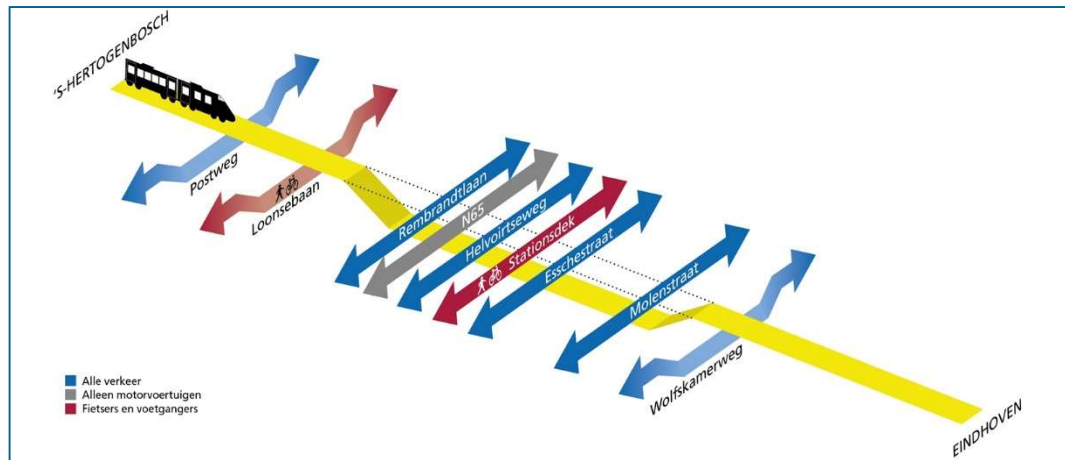 'S-HERTOGENBOSCH
Postweg
Loonsebaan
Rembrandtlaan
N65
Helvoirtseweg
Stationsdek
Esschestraat
Molenstraat
Wolfskamerweg
EINDHOVEN
Alle verkeer
Alleen motorvoertuigen
Fietsers en voetgangers